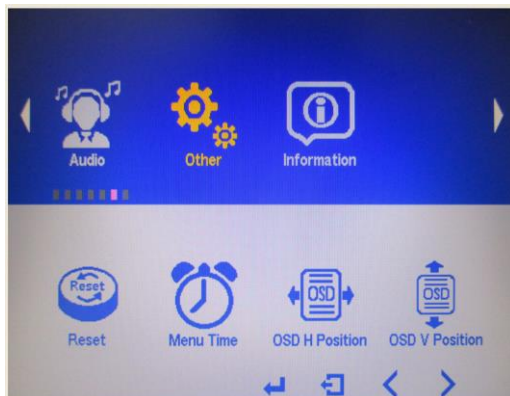 Audio
Other
Information
Reset
OSD
OSD
Reset
Menu Time
OSD H Position
OSD V Position